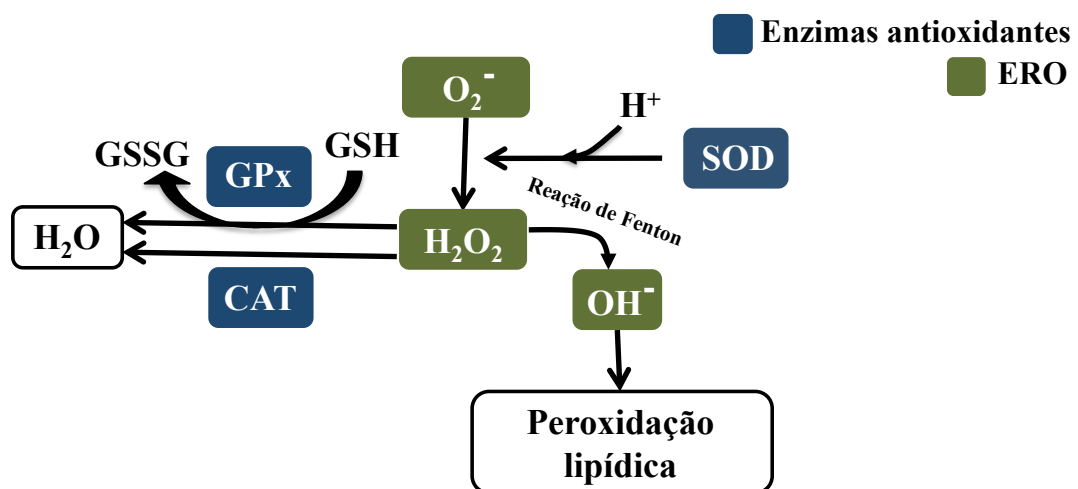 Enzimas antioxidantes
ERO
O₂⁻
H⁺
SOD
GSSG
GPx
GSH
Reação de Fenton
H₂O
H₂O₂
CAT
OH⁻
Peroxidação
lipídica